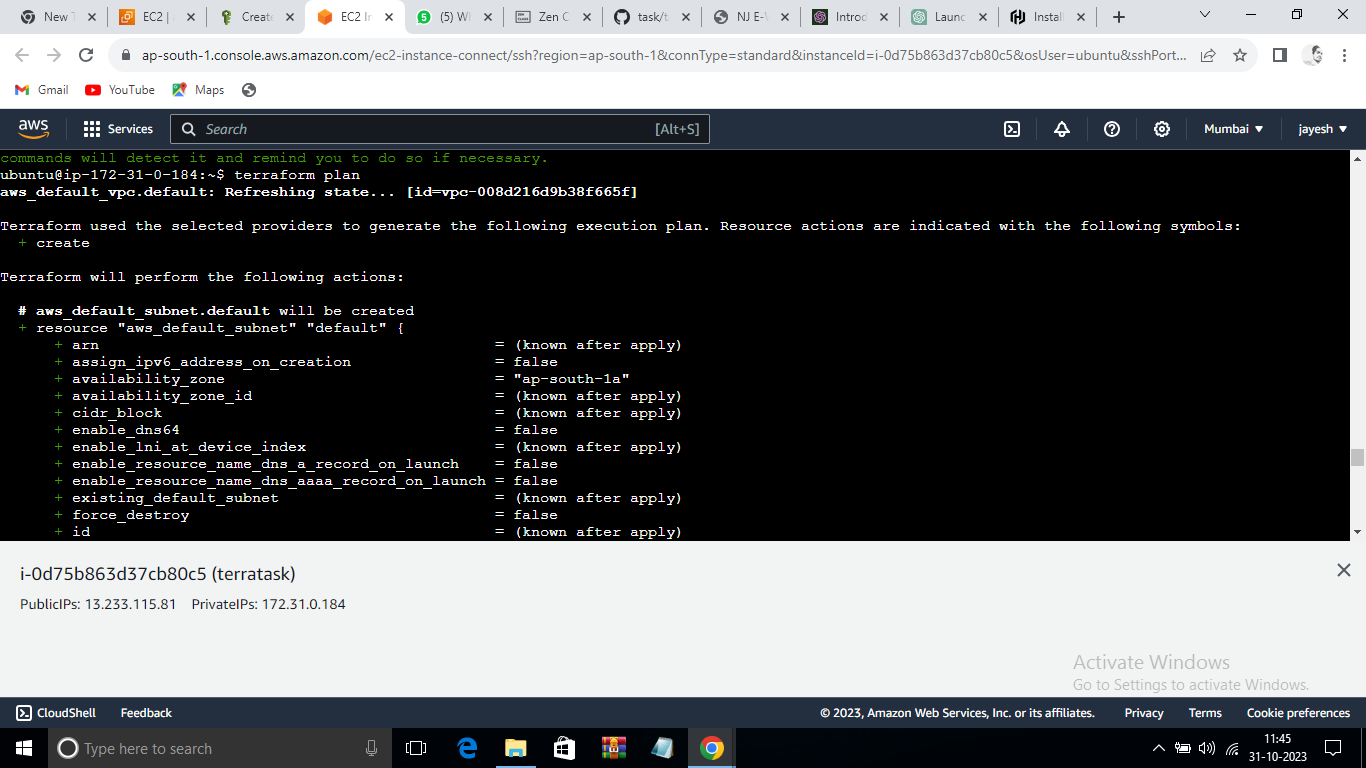 New T
EC2 |
Create
EC2 In
(5) W
Zen C
task/t
NJ E-
Introd
Launc
Install
ap-south-1.console.aws.amazon.com/ec2-instance-connect/ssh?region=ap-south-1&connType=standard&instanceId=i-0d75b863d37cb80c5&osUser=ubuntu&sshPort...
Gmail YouTube Maps
aws Services Search [Alt+S] Mumbai ▼ jayesh ▼
commands will detect it and remind you to do so if necessary.
ubuntu@ip-172-31-0-184:~$ terraform plan
aws_default_vpc.default: Refreshing state... [id=vpc-008d216d9b38f665f]
Terraform used the selected providers to generate the following execution plan. Resource actions are indicated with the following symbols:
+ create
Terraform will perform the following actions:
# aws_default_subnet.default will be created
+ resource "aws_default_subnet" "default" {
+ arn = (known after apply)
+ assign_ipv6_address_on_creation = false
+ availability_zone = "ap-south-1a"
+ availability_zone_id = (known after apply)
+ cidr_block = (known after apply)
+ enable_dns64 = false
+ enable_lni_at_device_index = (known after apply)
+ enable_resource_name_dns_a_record_on_launch = false
+ enable_resource_name_dns_aaaa_record_on_launch = false
+ existing_default_subnet = (known after apply)
+ force_destroy = false
+ id = (known after apply)
i-0d75b863d37cb80c5 (terratask)
PublicIPs: 13.233.115.81 PrivateIPs: 172.31.0.184
Activate Windows
Go to Settings to activate Windows.
CloudShell Feedback © 2023, Amazon Web Services, Inc. or its affiliates. Privacy Terms Cookie preferences
Type here to search
11:45
31-10-2023